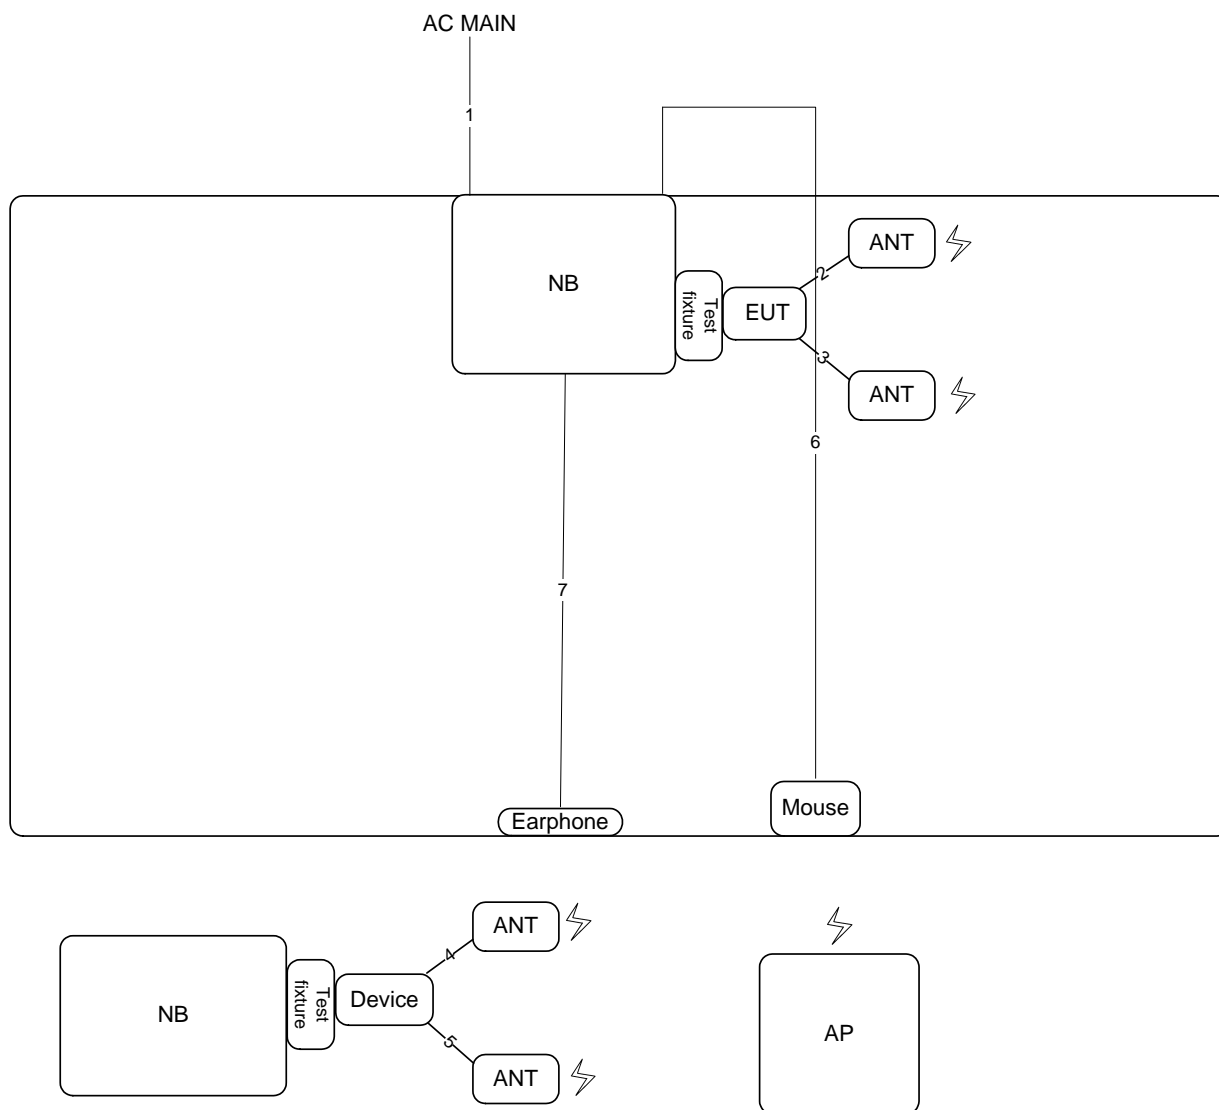 AC MAIN
1
NB
Test
fixture
EUT
2
ANT
3
ANT
6
7
Earphone
Mouse
NB
Test
fixture
Device
4
ANT
5
ANT
AP